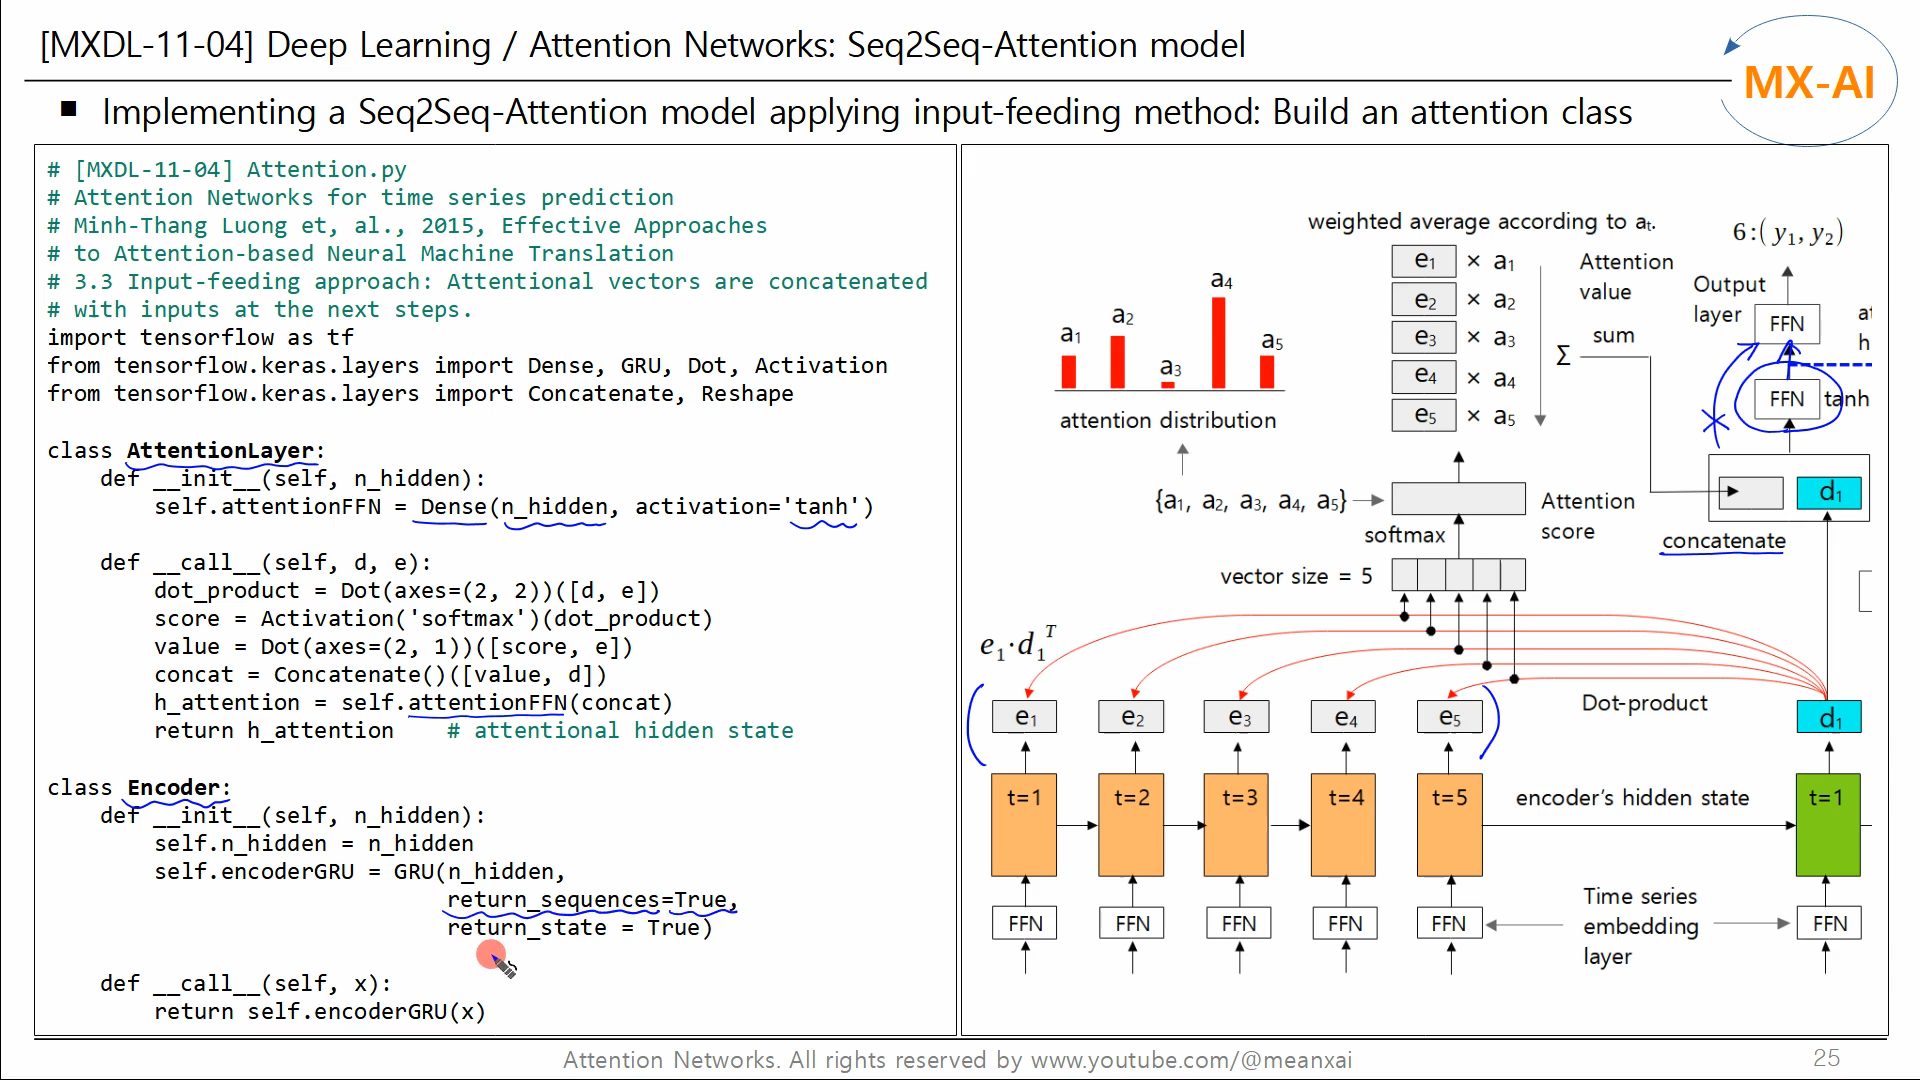 [MXDL-11-04] Deep Learning / Attention Networks: Seq2Seq-Attention model
MX-AI
■ Implementing a Seq2Seq-Attention model applying input-feeding method: Build an attention class
# [MXDL-11-04] Attention.py
# Attention Networks for time series prediction
# Minh-Thang Luong et, al., 2015, Effective Approaches
# to Attention-based Neural Machine Translation
# 3.3 Input-feeding approach: Attentional vectors are concatenated
# with inputs at the next steps.
import tensorflow as tf
from tensorflow.keras.layers import Dense, GRU, Dot, Activation
from tensorflow.keras.layers import Concatenate, Reshape
class AttentionLayer:
    def __init__(self, n_hidden):
        self.attentionFFN = Dense(n_hidden, activation='tanh')
    def __call__(self, d, e):
        dot_product = Dot(axes=(2, 2))([d, e])
        score = Activation('softmax')(dot_product)
        value = Dot(axes=(2, 1))([score, e])
        concat = Concatenate()([value, d])
        h_attention = self.attentionFFN(concat)
        return h_attention    # attentional hidden state
class Encoder:
    def __init__(self, n_hidden):
        self.n_hidden = n_hidden
        self.encoderGRU = GRU(n_hidden,
                              return_sequences=True,
                              return_state = True)
    def __call__(self, x):
        return self.encoderGRU(x)
weighted average according to aₜ.
6:(y₁, y₂)
e₁ × a₁
e₂ × a₂
e₃ × a₃
e₄ × a₄
e₅ × a₅
Attention
value
Σ
sum
Output
layer
FFN
at
h
FFN
tanh
a₁
a₂
a₃
a₄
a₅
attention distribution
{a₁, a₂, a₃, a₄, a₅}
softmax
Attention
score
d₁
concatenate
vector size = 5
e₁·d₁ᵀ
e₁
e₂
e₃
e₄
e₅
Dot-product
d₁
t=1
t=2
t=3
t=4
t=5
encoder's hidden state
t=1
FFN
FFN
FFN
FFN
FFN
Time series
embedding
layer
FFN
Attention Networks. All rights reserved by www.youtube.com/@meanxai
25